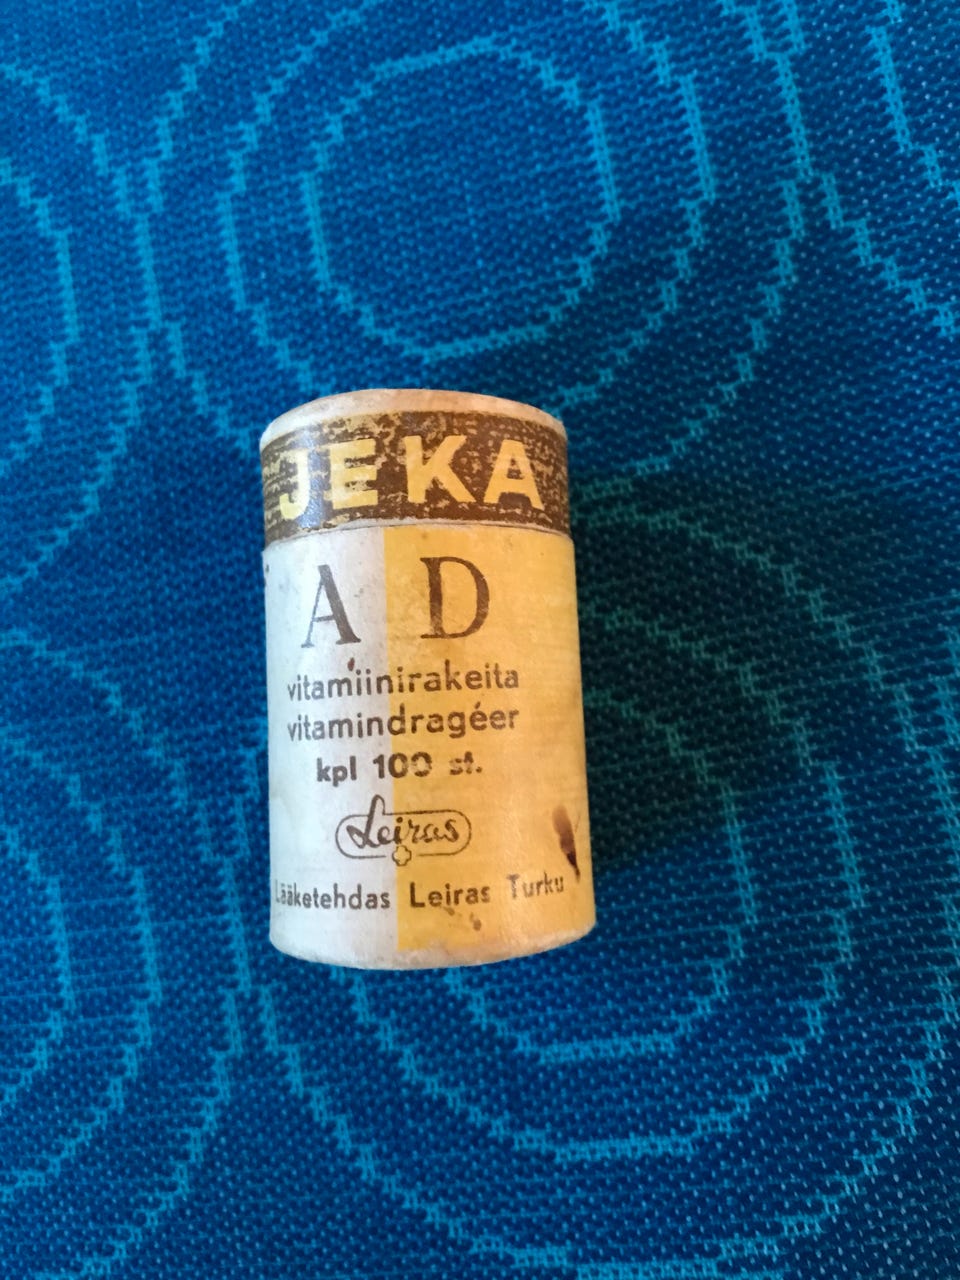 JEKA
A D
vitamiinirakeita
vitamindragéer
kpl 100 st.
Leiras
Lääketehdas Leiras Turku